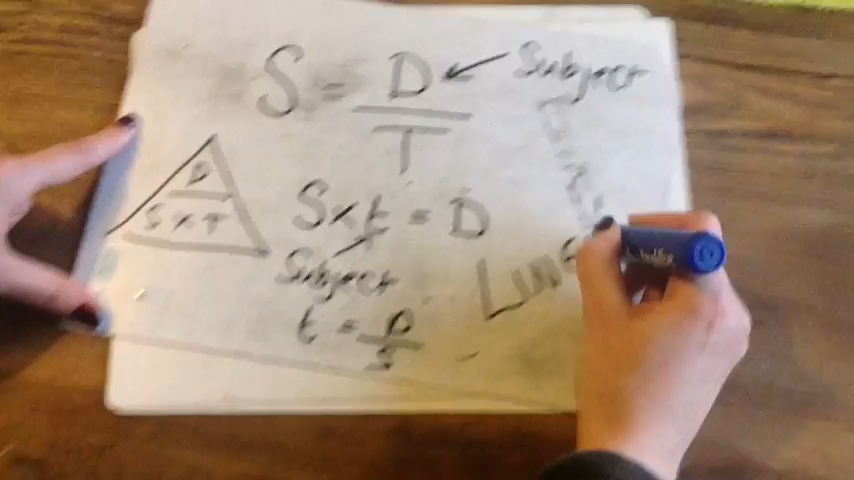 S = D Subject
T
D
S x T
S x t = D
Subject
t = D
S